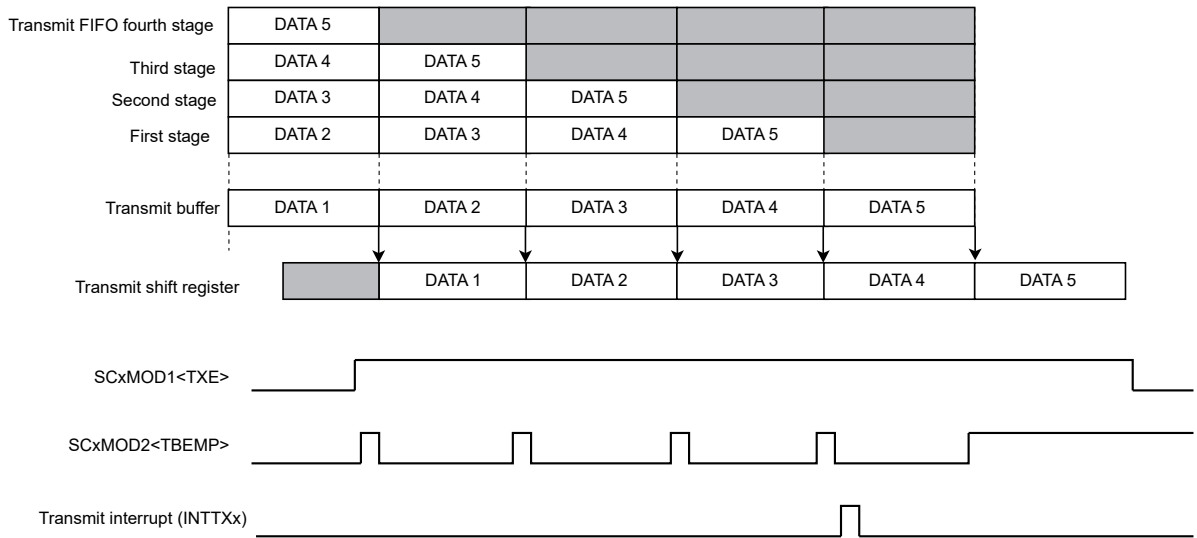 Transmit FIFO fourth stage DATA 5
Third stage DATA 4 DATA 5
Second stage DATA 3 DATA 4 DATA 5
First stage DATA 2 DATA 3 DATA 4 DATA 5
Transmit buffer DATA 1 DATA 2 DATA 3 DATA 4 DATA 5
Transmit shift register DATA 1 DATA 2 DATA 3 DATA 4 DATA 5
SCxMOD1<TXE>
SCxMOD2<TBEMP>
Transmit interrupt (INTTXx)